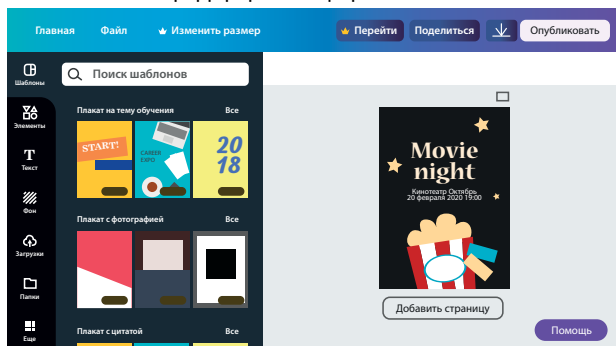 Главная Файл Изменить размер Перейти Поделиться Опубликовать
Шаблоны
Элементы
Текст
Фон
Загрузки
Папки
Еще
Поиск шаблонов
Плакат на тему обучения Все
START!
CAREER
EXPO
20
18
Плакат с фотографией Все
Плакат с цитатой Все
Movie
night
Кинотеатр Октябрь
20 февраля 2020 19:00
Добавить страницу
Помощь